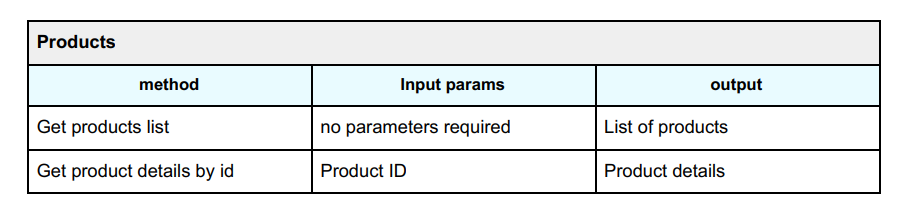 Products
method Input params output
Get products list no parameters required List of products
Get product details by id Product ID Product details